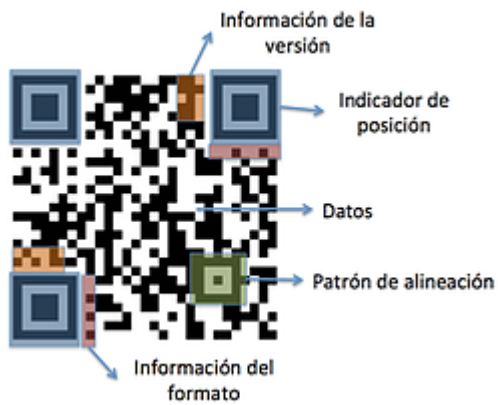 Información de la
versión
Indicador de
posición
Datos
Patrón de alineación
Información del
formato